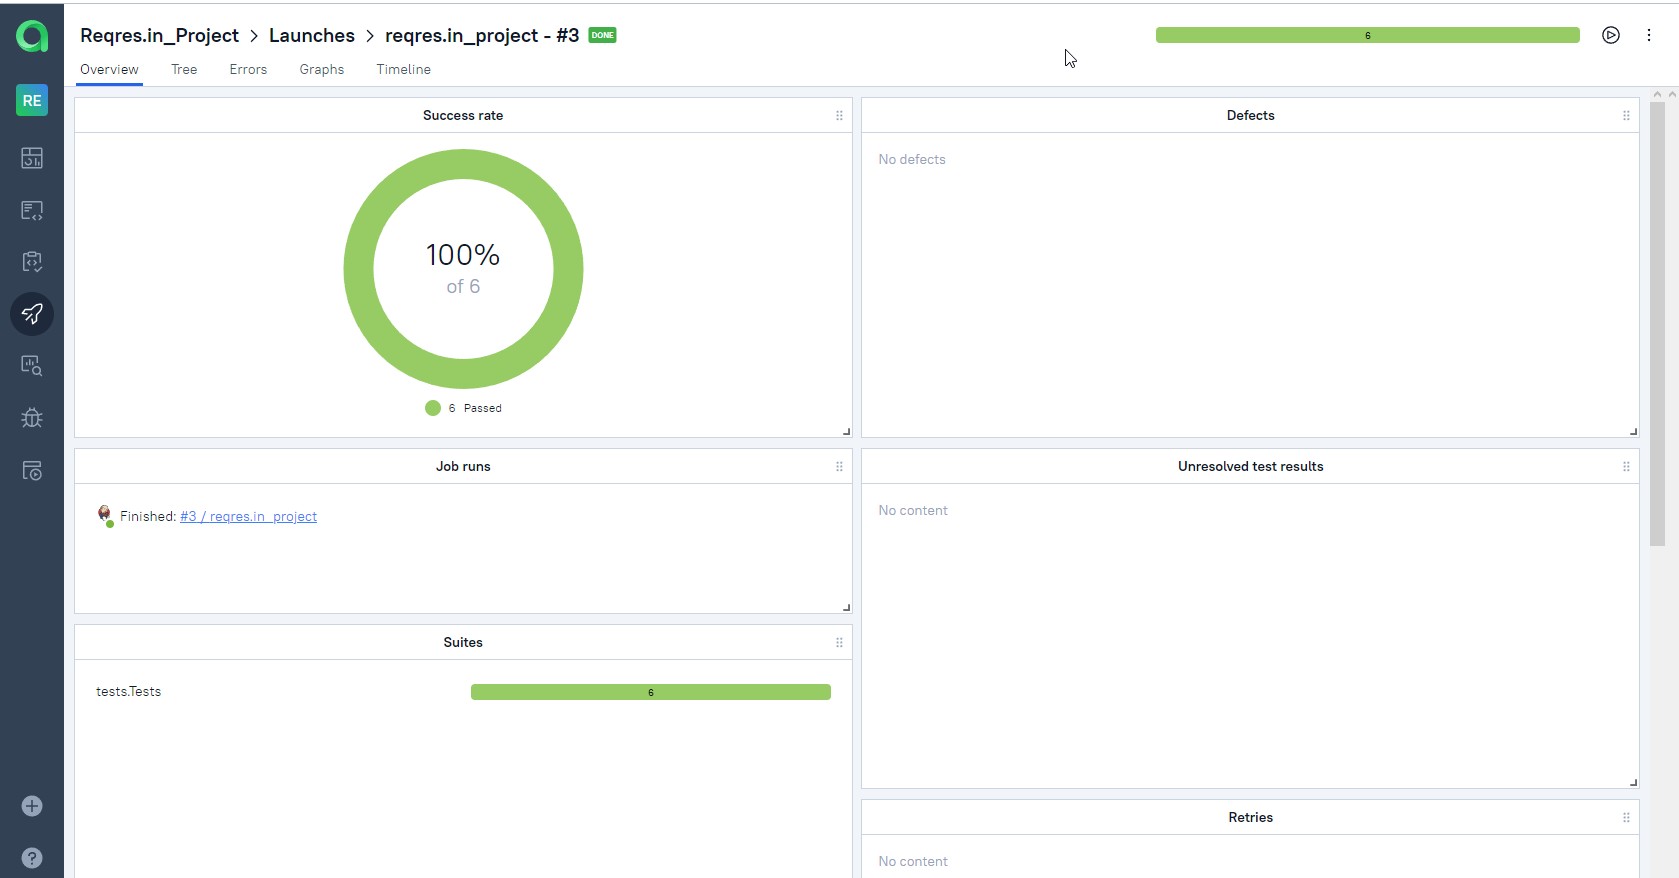 Reqres.in_Project > Launches > reqres.in_project - #3 DONE
6
Overview Tree Errors Graphs Timeline
RE
Success rate
100%
of 6
6 Passed
Defects
No defects
Job runs
Finished: #3 / reqres.in_project
Unresolved test results
No content
Suites
tests.Tests 6
Retries
No content